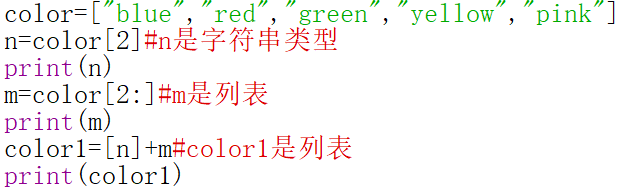 color=["blue","red","green","yellow","pink"]
n=color[2]#n是字符串类型
print(n)
m=color[2:]#m是列表
print(m)
color1=[n]+m#color1是列表
print(color1)